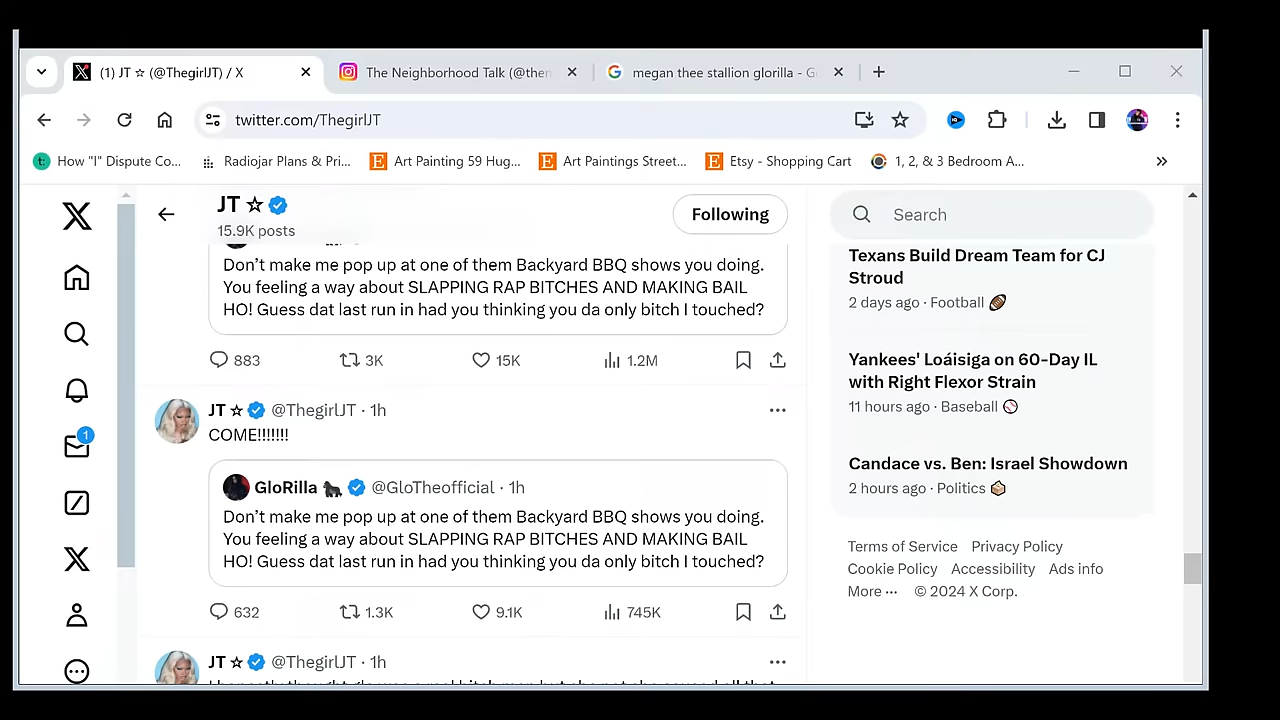 (1) JT ☆ (@ThegirlJT) / X
The Neighborhood Talk (@then
megan thee stallion glorilla - G
twitter.com/ThegirlJT
How "I" Dispute Co...
Radiojar Plans & Pri...
Art Painting 59 Hug...
Art Paintings Street...
Etsy - Shopping Cart
1, 2, & 3 Bedroom A...
JT ☆
15.9K posts
Following
Don’t make me pop up at one of them Backyard BBQ shows you doing.
You feeling a way about SLAPPING RAP BITCHES AND MAKING BAIL
HO! Guess dat last run in had you thinking you da only bitch I touched?
883 3K 15K 1.2M
JT ☆ @ThegirlJT · 1h
COME!!!!!!!
GloRilla 🦍 @GloTheofficial · 1h
Don’t make me pop up at one of them Backyard BBQ shows you doing.
You feeling a way about SLAPPING RAP BITCHES AND MAKING BAIL
HO! Guess dat last run in had you thinking you da only bitch I touched?
632 1.3K 9.1K 745K
JT ☆ @ThegirlJT · 1h
1
Search
Texans Build Dream Team for CJ
Stroud
2 days ago · Football 🏈
Yankees' Loáisiga on 60-Day IL
with Right Flexor Strain
11 hours ago · Baseball ⚾
Candace vs. Ben: Israel Showdown
2 hours ago · Politics 🗳
Terms of Service Privacy Policy
Cookie Policy Accessibility Ads info
More ··· © 2024 X Corp.